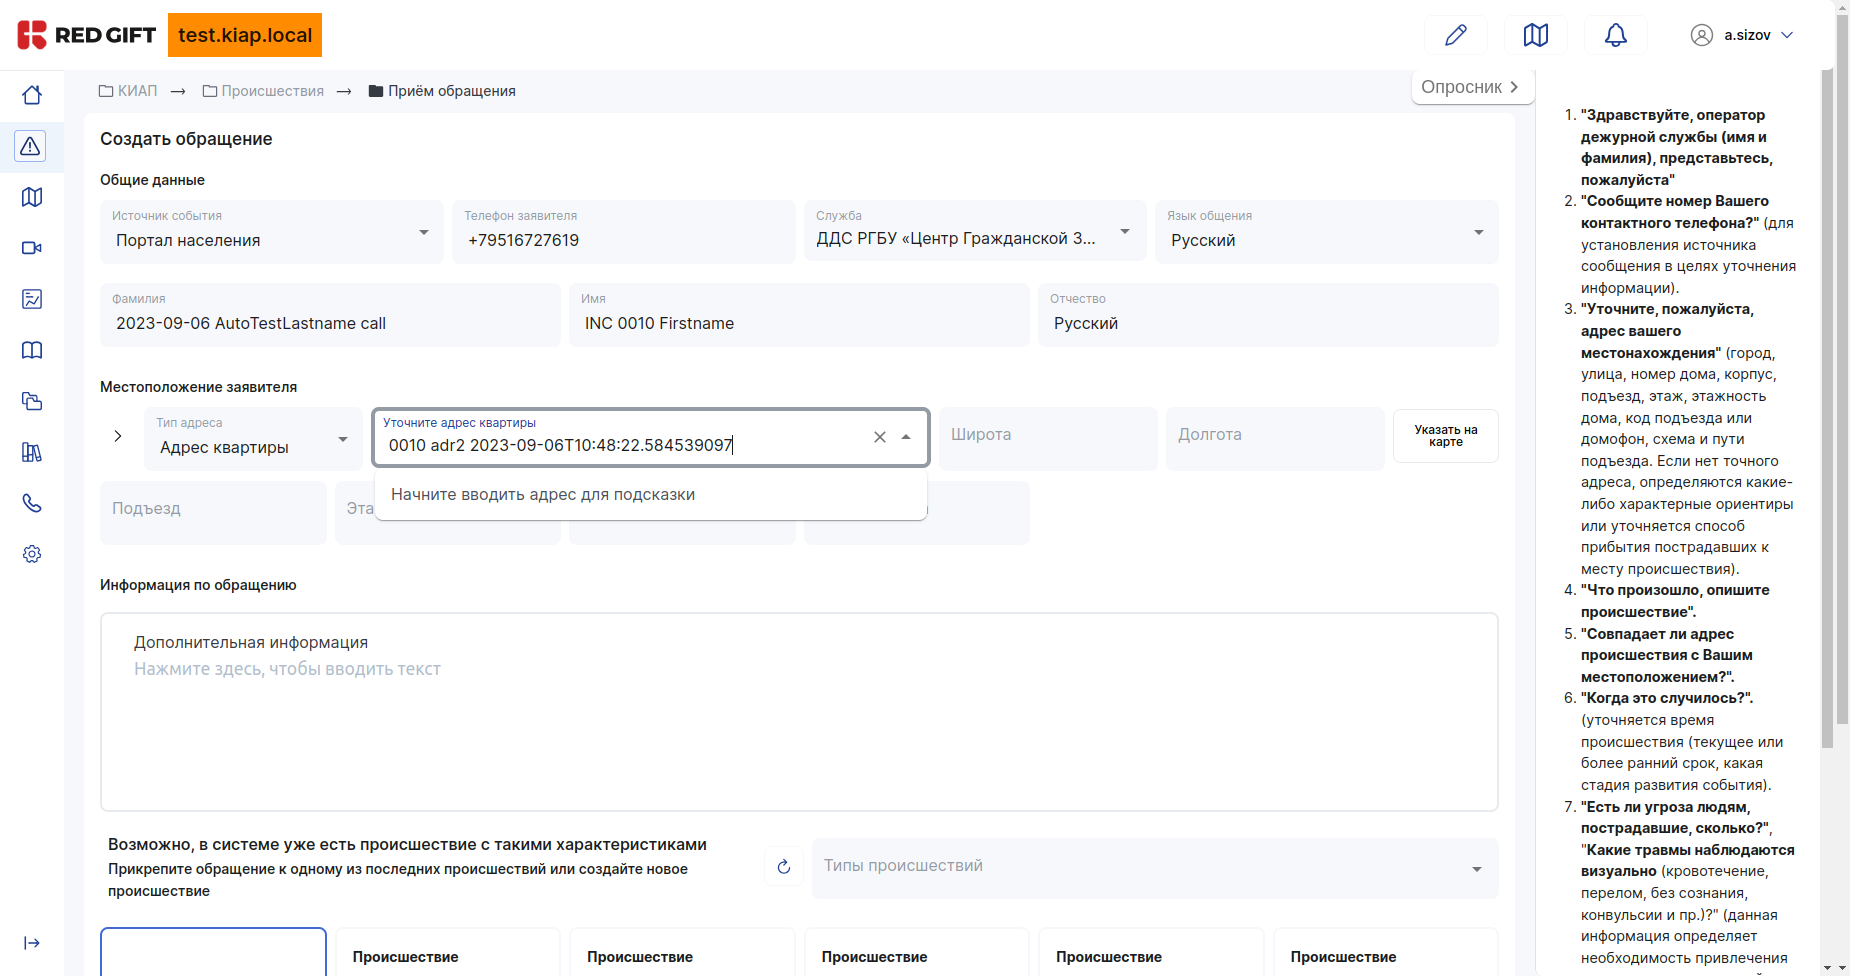 RED GIFT
test.kiap.local
a.sizov
КИАП → Происшествия → Приём обращения
Опросник
Создать обращение
Общие данные
Источник события
Портал населения
Телефон заявителя
+79516727619
Служба
ДДС РГБУ «Центр Гражданской З...
Язык общения
Русский
Фамилия
2023-09-06 AutoTestLastname call
Имя
INC 0010 Firstname
Отчество
Русский
Местоположение заявителя
Тип адреса
Адрес квартиры
Уточните адрес квартиры
0010 adr2 2023-09-06T10:48:22.584539097
Широта
Долгота
Указать на
карте
Начните вводить адрес для подсказки
Подъезд
Эта
Информация по обращению
Дополнительная информация
Нажмите здесь, чтобы вводить текст
Возможно, в системе уже есть происшествие с такими характеристиками
Прикрепите обращение к одному из последних происшествий или создайте новое
происшествие
Типы происшествий
Происшествие
Происшествие
Происшествие
Происшествие
Происшествие
1. "Здравствуйте, оператор
дежурной службы (имя и
фамилия), представьтесь,
пожалуйста"
2. "Сообщите номер Вашего
контактного телефона?" (для
установления источника
сообщения в целях уточнения
информации).
3. "Уточните, пожалуйста,
адрес вашего
местонахождения" (город,
улица, номер дома, корпус,
подъезд, этаж, этажность
дома, код подъезда или
домофон, схема и пути
подъезда. Если нет точного
адреса, определяются какие-
либо характерные ориентиры
или уточняется способ
прибытия пострадавших к
месту происшествия).
4. "Что произошло, опишите
происшествие".
5. "Совпадает ли адрес
происшествия с Вашим
местоположением?".
6. "Когда это случилось?".
(уточняется время
происшествия (текущее или
более ранний срок, какая
стадия развития события).
7. "Есть ли угроза людям,
пострадавшие, сколько?",
"Какие травмы наблюдаются
визуально (кровотечение,
перелом, без сознания,
конвульсии и пр.)?" (данная
информация определяет
необходимость привлечения